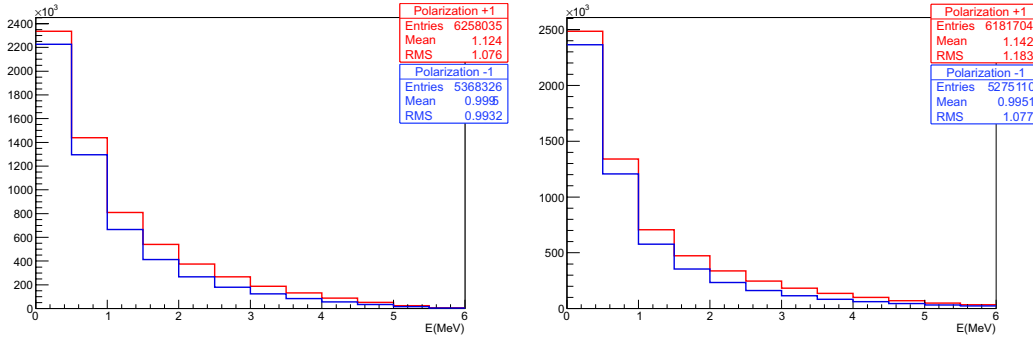 ×10³
2400
2200
2000
1800
1600
1400
1200
1000
800
600
400
200
0
0 1 2 3 4 5 6
E(MeV)
Polarization +1
Entries 6258035
Mean 1.124
RMS 1.076
Polarization -1
Entries 5368326
Mean 0.9995
RMS 0.9932
×10³
2500
2000
1500
1000
500
0
0 1 2 3 4 5 6
E(MeV)
Polarization +1
Entries 6181704
Mean 1.142
RMS 1.183
Polarization -1
Entries 5275110
Mean 0.9951
RMS 1.077